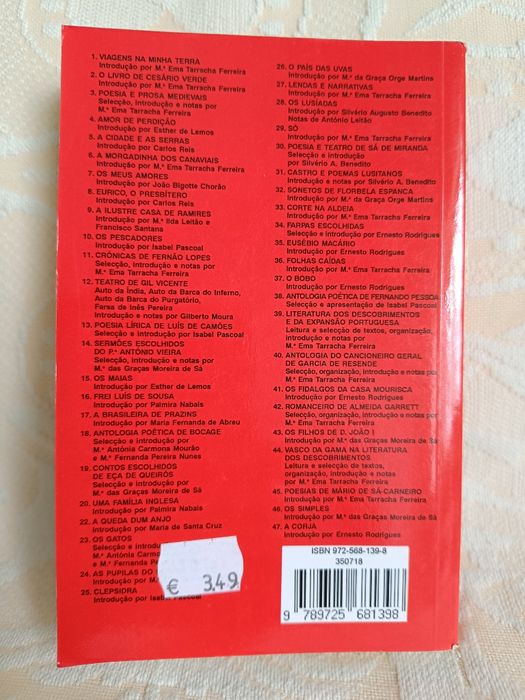 1. VIAGENS NA MINHA TERRA
Introdução por M.ª Ema Tarracha Ferreira
2. O LIVRO DE CESÁRIO VERDE
Introdução por M.ª Ema Tarracha Ferreira
3. POESIA E PROSA MEDIEVAIS
Selecção, introdução e notas por
M.ª Ema Tarracha Ferreira
4. AMOR DE PERDIÇÃO
Introdução por Esther de Lemos
5. A CIDADE E AS SERRAS
Introdução por Carlos Reis
6. A MORGADINHA DOS CANAVIAIS
Introdução por M.ª Ema Tarracha Ferreira
7. OS MEUS AMORES
Introdução por João Bigotte Chorão
8. EURICO, O PRESBÍTERO
Introdução por Carlos Reis
9. A ILUSTRE CASA DE RAMIRES
Introdução por M.ª Ilda Leitão e
Francisco Santana
10. OS PESCADORES
Introdução por Isabel Pascoal
11. CRÓNICAS DE FERNÃO LOPES
Selecção, introdução e notas por
M.ª Ema Tarracha Ferreira
12. TEATRO DE GIL VICENTE
Auto da Índia, Auto da Barca do Inferno,
Auto da Barca do Purgatório,
Farsa de Inês Pereira
Introdução e notas por Gilberto Moura
13. POESIA LÍRICA DE LUÍS DE CAMÕES
Selecção e introdução por Isabel Pascoal
14. SERMÕES ESCOLHIDOS
DO P.e ANTÓNIO VIEIRA
Selecção, introdução e notas por
M.ª das Graças Moreira de Sá
15. OS MAIAS
Introdução por Esther de Lemos
16. FREI LUÍS DE SOUSA
Introdução por Palmira Nabais
17. A BRASILEIRA DE PRAZINS
Introdução por Maria Fernanda de Abreu
18. ANTOLOGIA POÉTICA DE BOCAGE
Selecção e introdução por
M.ª Antónia Carmona Mourão
e M.ª Fernanda Pereira Nunes
19. CONTOS ESCOLHIDOS
DE EÇA DE QUEIRÓS
Selecção e introdução por
M.ª das Graças Moreira de Sá
20. UMA FAMÍLIA INGLESA
Introdução por Palmira Nabais
22. A QUEDA DUM ANJO
Introdução por Maria de Santa Cruz
23. OS GATOS
Selecção e introdu
M.ª Antónia Carmo
e M.ª Fernanda Pe
24. AS PUPILAS DO
Introdução por M.
25. CLEPSIDRA
Introdução por Isabel Pascoal
€ 3.49
26. O PAÍS DAS UVAS
Introdução por M.ª da Graça Orge Martins
27. LENDAS E NARRATIVAS
Introdução por M.ª Ema Tarracha Ferreira
28. OS LUSÍADAS
Introdução por Silvério Augusto Benedito
Notas de António Leitão
29. SÓ
Introdução por M.ª Ema Tarracha Ferreira
30. POESIA E TEATRO DE SÁ DE MIRANDA
Selecção e introdução
por Silvério A. Benedito
31. CASTRO E POEMAS LUSITANOS
Introdução e notas por Silvério A. Benedito
32. SONETOS DE FLORBELA ESPANCA
Introdução por M.ª da Graça Orge Martins
33. CORTE NA ALDEIA
Introdução por M.ª Ema Tarracha Ferreira
34. FARPAS ESCOLHIDAS
Selecção e introdução por Ernesto Rodrigues
35. EUSÉBIO MACÁRIO
Introdução por Ernesto Rodrigues
36. FOLHAS CAÍDAS
Introdução por M.ª Ema Tarracha Ferreira
37. O BOBO
Introdução por Ernesto Rodrigues
38. ANTOLOGIA POÉTICA DE FERNANDO PESSOA
Selecção e apresentação de Isabel Pascoal
39. LITERATURA DOS DESCOBRIMENTOS
E DA EXPANSÃO PORTUGUESA
Leitura e selecção de textos, organização,
introdução e notas por
M.ª Ema Tarracha Ferreira
40. ANTOLOGIA DO CANCIONEIRO GERAL
DE GARCIA DE RESENDE
Selecção, organização, introdução e notas por
M.ª Ema Tarracha Ferreira
41. OS FIDALGOS DA CASA MOURISCA
Introdução por Ernesto Rodrigues
42. ROMANCEIRO DE ALMEIDA GARRETT
Selecção, organização, introdução e notas por
M.ª Ema Tarracha Ferreira
43. OS FILHOS DE D. JOÃO I
Introdução por M.ª das Graças Moreira de Sá
44. VASCO DA GAMA NA LITERATURA
DOS DESCOBRIMENTOS.
Leitura e selecção de textos,
organização, introdução e notas
por M.ª Ema Tarracha Ferreira
45. POESIAS DE MÁRIO DE SÁ-CARNEIRO
Introdução por M.ª Ema Tarracha Ferreira
46. OS SIMPLES
Introdução por M.ª das Graças Moreira de Sá
47. A CORJA
Introdução por Ernesto Rodrigues
ISBN 972-568-139-8
350718
9 789725 681398